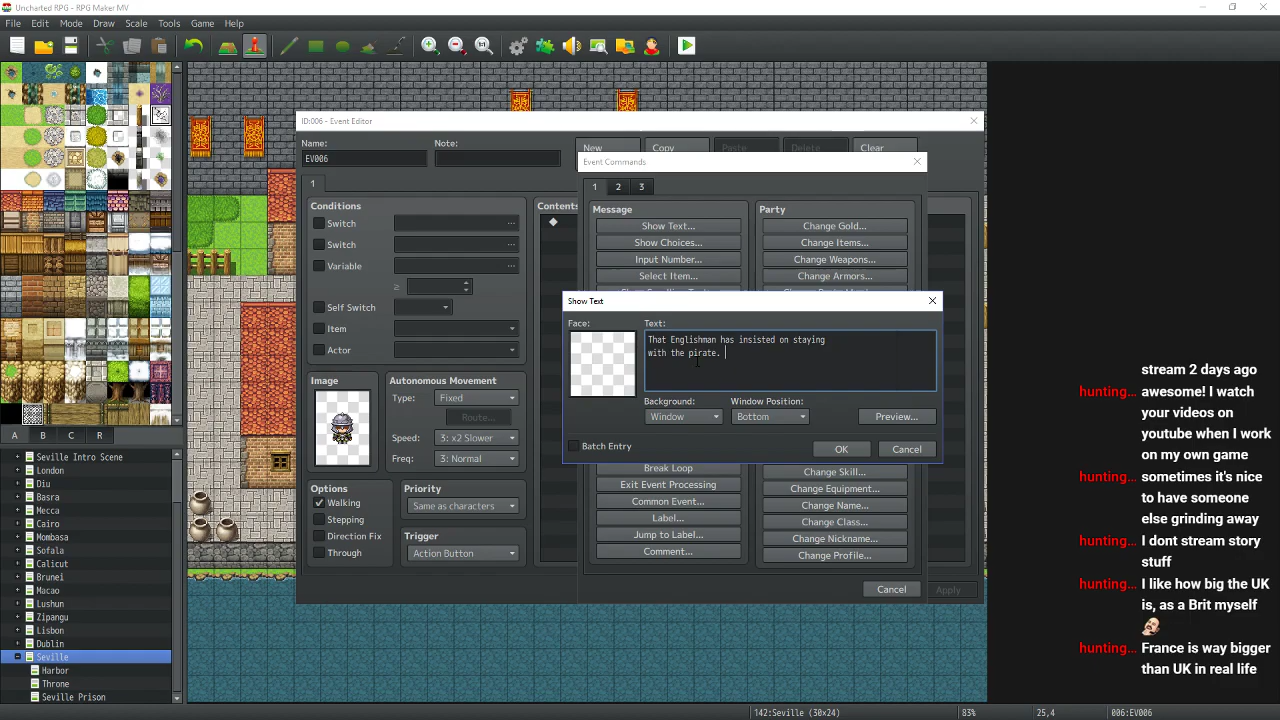 Uncharted RPG - RPG Maker MV
File Edit Mode Draw Scale Tools Game Help
ID:006 - Event Editor
Name:
EV006
Note:
New
Copy
Paste
Delete
Clear
1
Conditions
Switch
Switch
Variable
≥
Self Switch
Item
Actor
Image
Autonomous Movement
Type: Fixed
Route...
Speed: 3: x2 Slower
Freq: 3: Normal
Options
Walking
Stepping
Direction Fix
Through
Priority
Same as characters
Trigger
Action Button
Contents
Apply
Event Commands
1 2 3
Message
Show Text...
Show Choices...
Input Number...
Select Item...
Party
Change Gold...
Change Items...
Change Weapons...
Change Armors...
Show Text
Face:
Text:
That Englishman has insisted on staying
with the pirate.
Background:
Window
Window Position:
Bottom
Preview...
Batch Entry
OK
Cancel
Break Loop
Exit Event Processing
Common Event...
Label...
Jump to Label...
Comment...
Change Skill...
Change Equipment...
Change Name...
Change Class...
Change Nickname...
Change Profile...
Cancel
A B C R
Seville Intro Scene
London
Diu
Basra
Mecca
Cairo
Mombasa
Sofala
Calicut
Brunei
Macao
Lushun
Zipangu
Lisbon
Dublin
Seville
Harbor
Throne
Seville Prison
142:Seville (30x24)
83%
25,4
006:EV006
stream 2 days ago
hunting... awesome! I watch
your videos on
youtube when I work
on my own game
hunting... sometimes it's nice
to have someone
else grinding away
hunting... I dont stream story
stuff
hunting... I like how big the UK
is, as a Brit myself
hunting... France is way bigger
than UK in real life